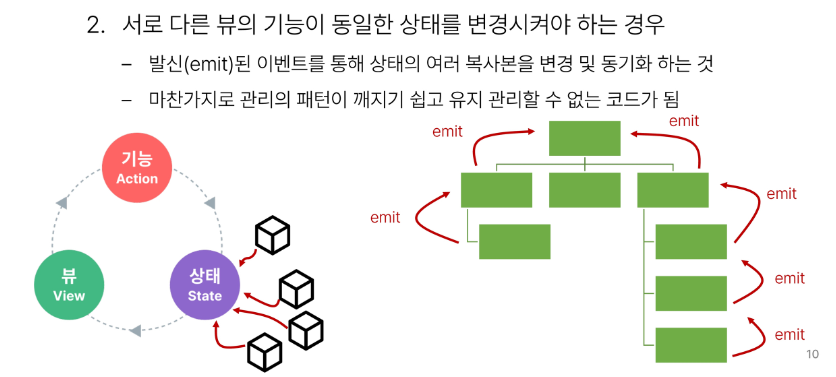 2. 서로 다른 뷰의 기능이 동일한 상태를 변경시켜야 하는 경우
– 발신(emit)된 이벤트를 통해 상태의 여러 복사본을 변경 및 동기화 하는 것
– 마찬가지로 관리의 패턴이 깨지기 쉽고 유지 관리할 수 없는 코드가 됨
기능
Action
뷰
View
상태
State
emit
emit
emit
emit
emit
emit
10